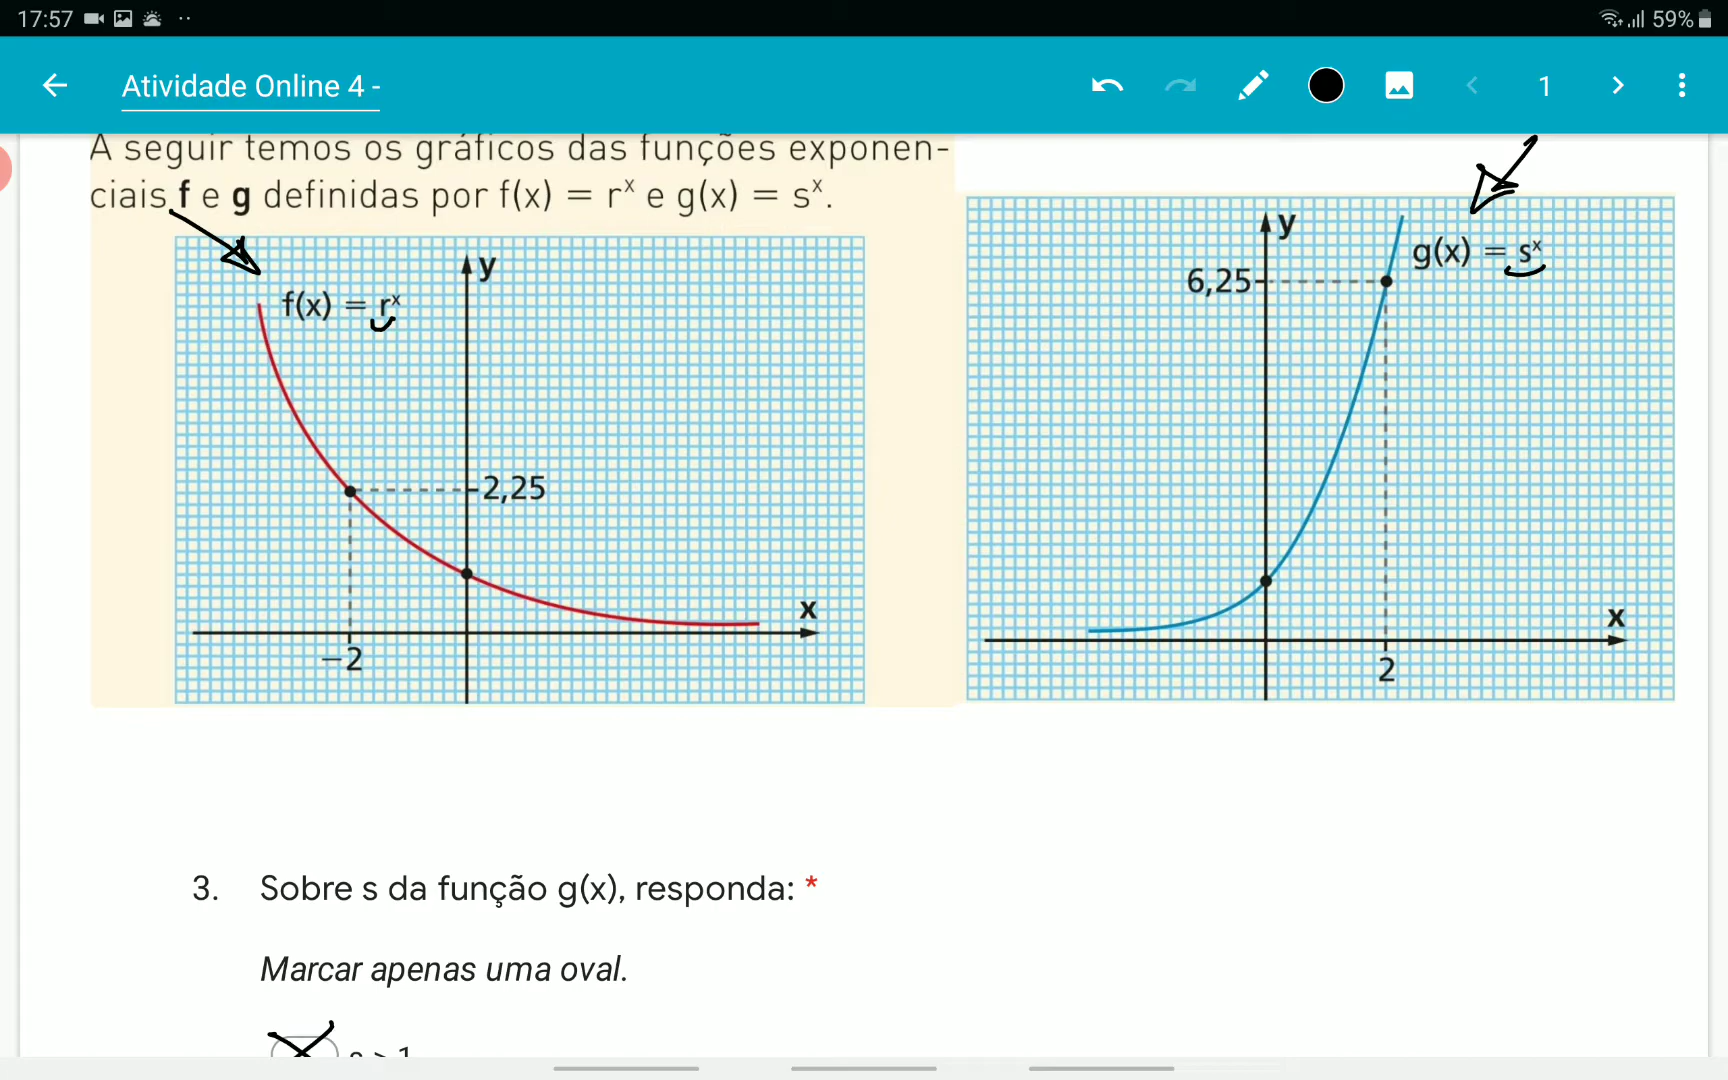 17:57
59%
Atividade Online 4 -
1
A seguir temos os gráficos das funções exponen-
ciais f e g definidas por f(x) = rˣ e g(x) = sˣ.
y
f(x) = rˣ
2,25
x
−2
y
g(x) = sˣ
6,25
x
2
3. Sobre s da função g(x), responda: *
Marcar apenas uma oval.
s > 1